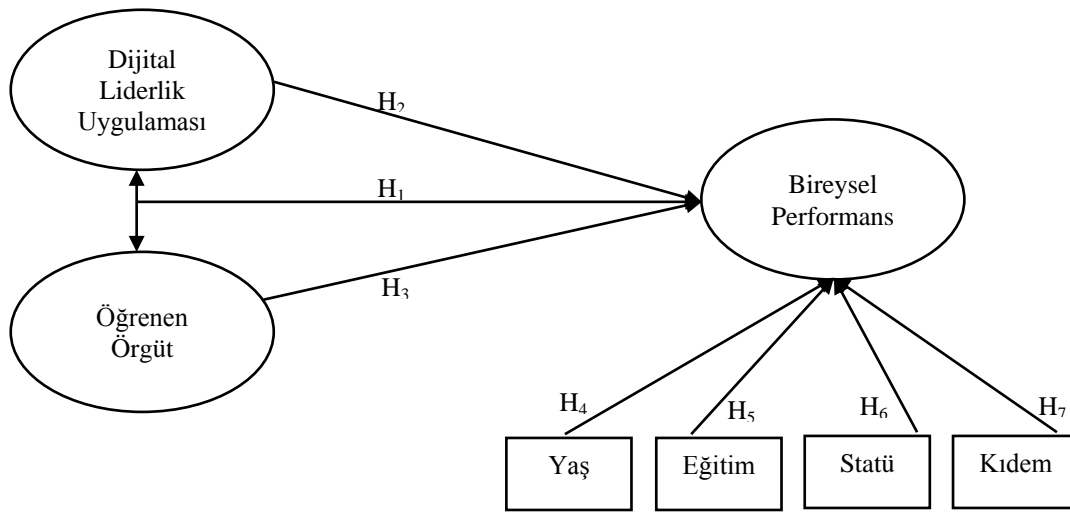 Dijital
Liderlik
Uygulaması
H₂
H₁
Bireysel
Performans
H₃
Öğrenen
Örgüt
H₄
H₅
H₆
H₇
Yaş
Eğitim
Statü
Kıdem